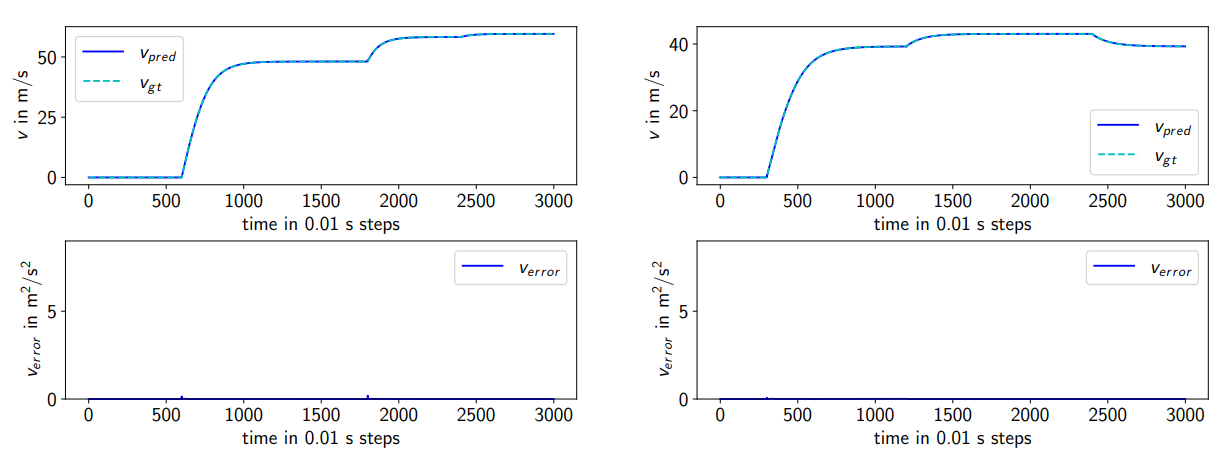 50
25
0
v in m/s
v_pred
v_gt
0 500 1000 1500 2000 2500 3000
time in 0.01 s steps
40
20
0
v in m/s
v_pred
v_gt
0 500 1000 1500 2000 2500 3000
time in 0.01 s steps
5
0
v_error in m²/s²
v_error
0 500 1000 1500 2000 2500 3000
time in 0.01 s steps
5
0
v_error in m²/s²
v_error
0 500 1000 1500 2000 2500 3000
time in 0.01 s steps